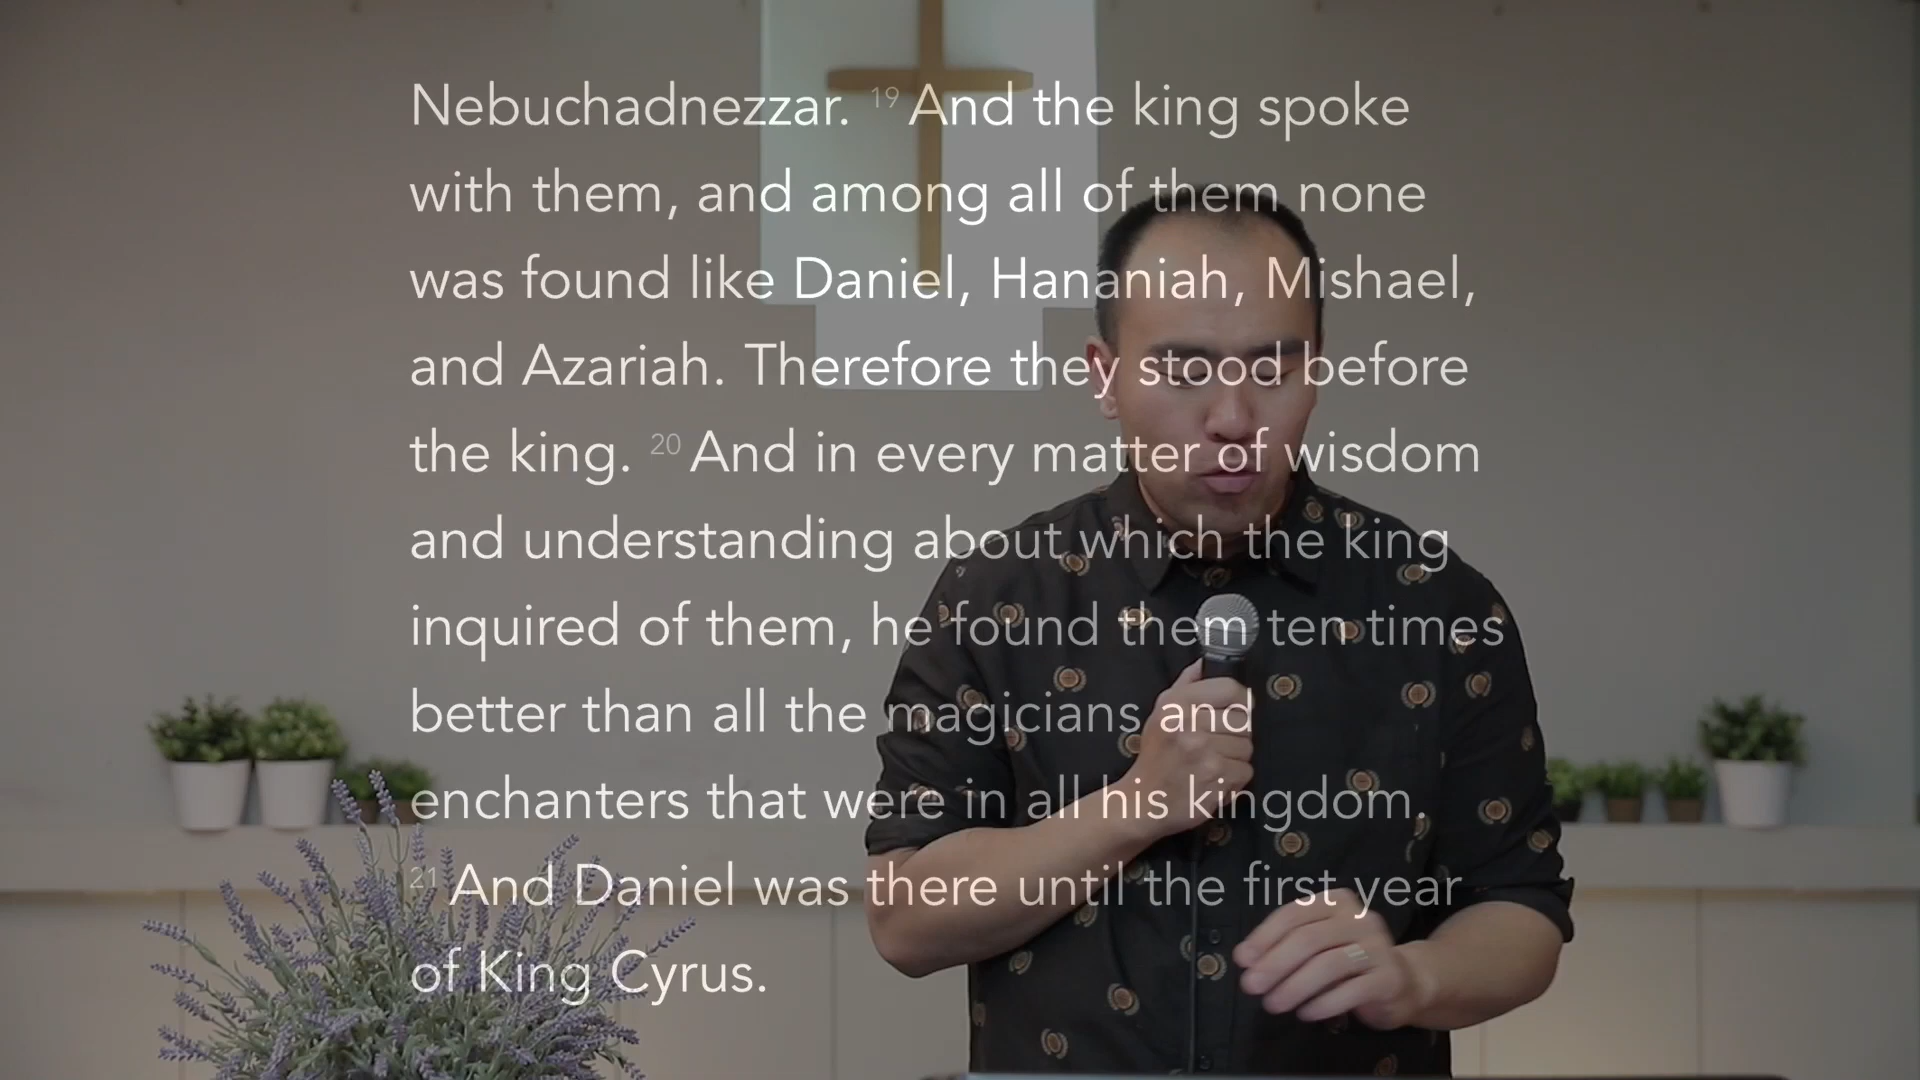 Nebuchadnezzar. 19 And the king spoke
with them, and among all of them none
was found like Daniel, Hananiah, Mishael,
and Azariah. Therefore they stood before
the king. 20 And in every matter of wisdom
and understanding about which the king
inquired of them, he found them ten times
better than all the magicians and
enchanters that were in all his kingdom.
21 And Daniel was there until the first year
of King Cyrus.